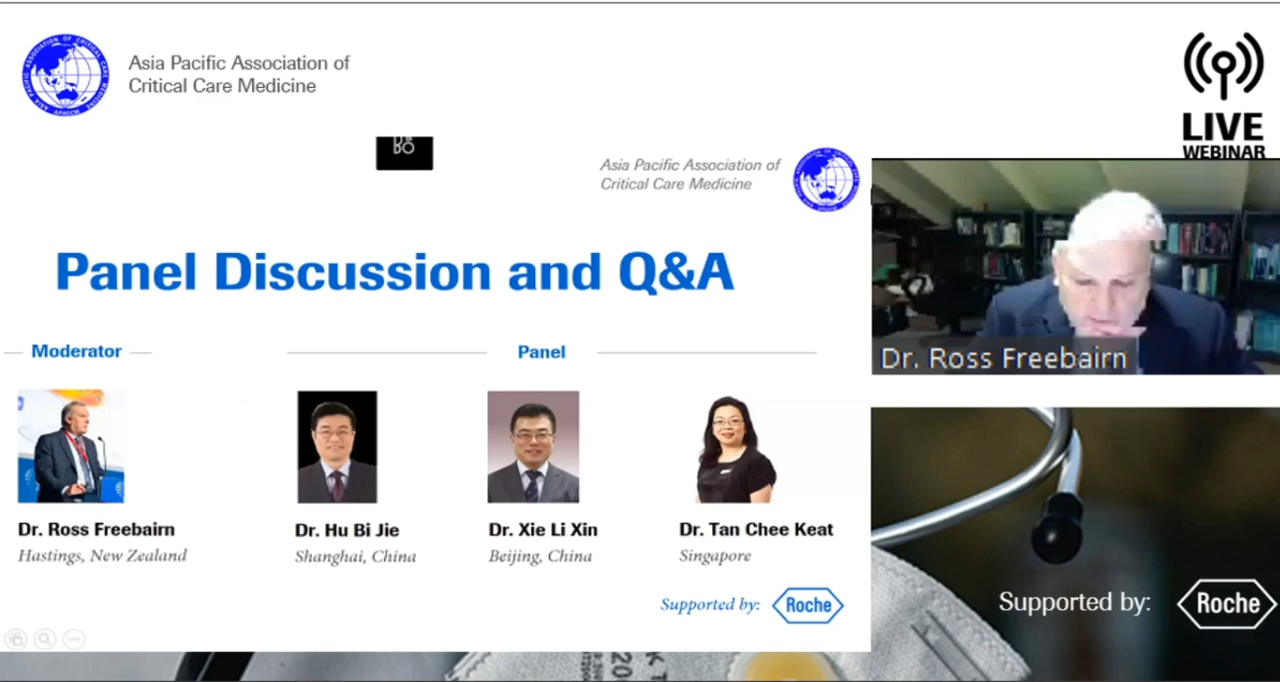 Asia Pacific Association of
Critical Care Medicine
LIVE
WEBINAR
Asia Pacific Association of
Critical Care Medicine
Panel Discussion and Q&A
Moderator
Panel
Dr. Ross Freebairn
Dr. Ross Freebairn
Hastings, New Zealand
Dr. Hu Bi Jie
Shanghai, China
Dr. Xie Li Xin
Beijing, China
Dr. Tan Chee Keat
Singapore
Supported by:
Roche
Supported by:
Roche